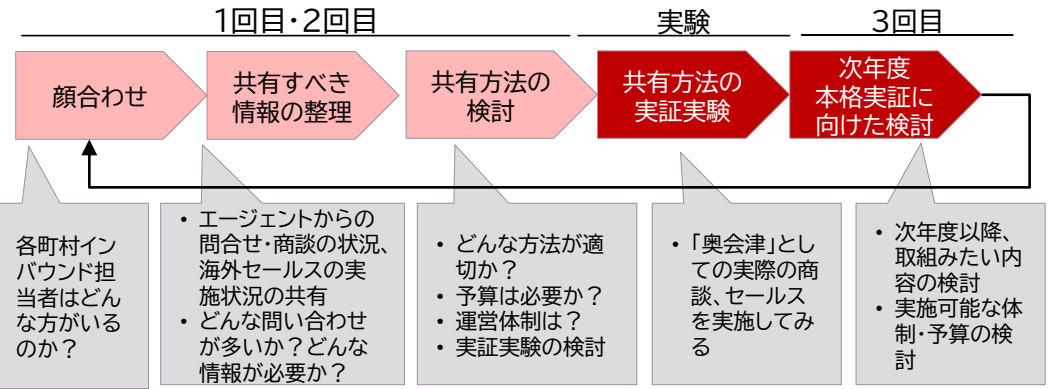 1回目・2回目
実験
3回目
顔合わせ
共有すべき
情報の整理
共有方法の
検討
共有方法の
実証実験
次年度
本格実証に
向けた検討
各町村イン
バウンド担
当者はどん
な方がいる
のか？
• エージェントからの
問合せ・商談の状況、
海外セールスの実
施状況の共有
• どんな問い合わせ
が多いか？どんな
情報が必要か？
• どんな方法が適
切か？
• 予算は必要か？
• 運営体制は？
• 実証実験の検討
• 「奥会津」とし
ての実際の商
談、セールス
を実施してみ
る
• 次年度以降、
取組みたい内
容の検討
• 実施可能な体
制・予算の検
討